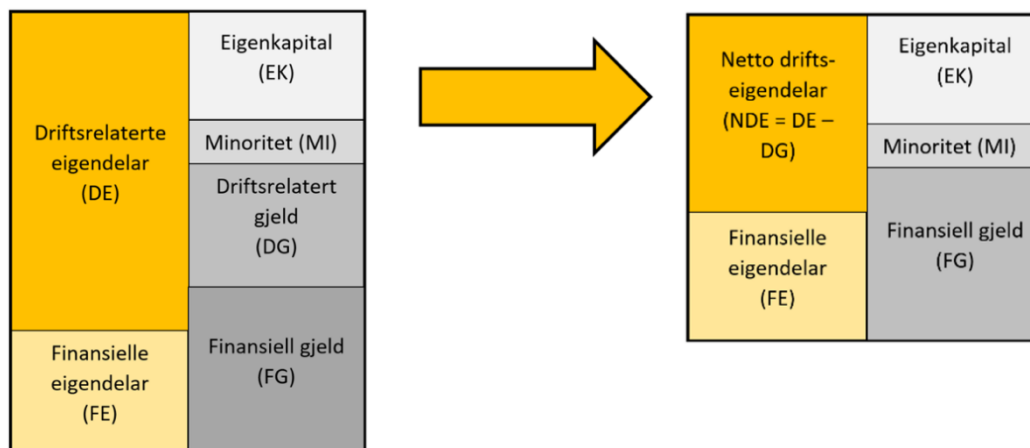 Driftsrelaterte
eigendelar
(DE)
Finansielle
eigendelar
(FE)
Eigenkapital
(EK)
Minoritet (MI)
Driftsrelatert
gjeld
(DG)
Finansiell gjeld
(FG)
Netto drifts-
eigendelar
(NDE = DE –
DG)
Finansielle
eigendelar
(FE)
Eigenkapital
(EK)
Minoritet (MI)
Finansiell gjeld
(FG)